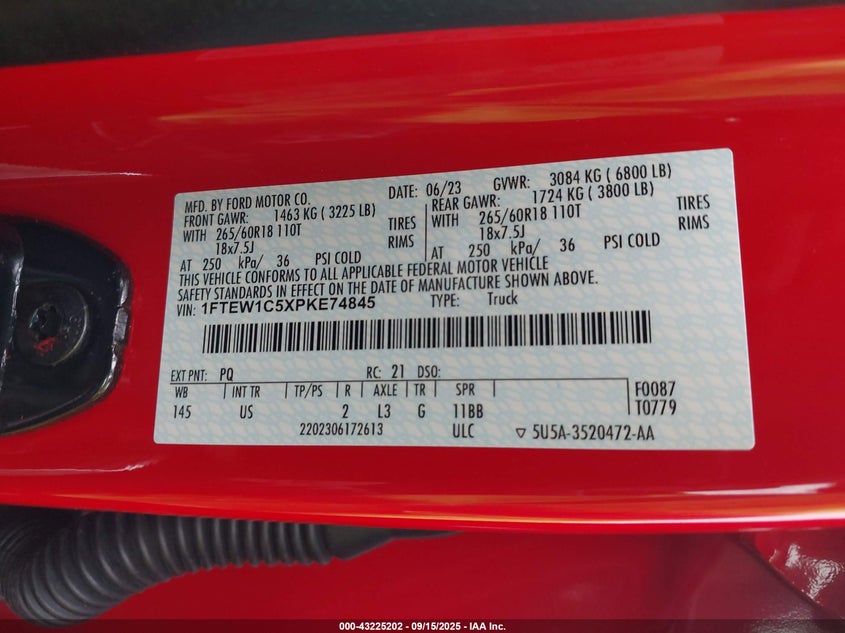 MFD. BY FORD MOTOR CO.
DATE: 06/23 GVWR: 3084 KG ( 6800 LB)
FRONT GAWR: 1463 KG ( 3225 LB)
REAR GAWR: 1724 KG ( 3800 LB)
WITH 265/60R18 110T TIRES
WITH 265/60R18 110T TIRES
18x7.5J RIMS
18x7.5J RIMS
AT 250 kPa/ 36 PSI COLD
AT 250 kPa/ 36 PSI COLD
THIS VEHICLE CONFORMS TO ALL APPLICABLE FEDERAL MOTOR VEHICLE
SAFETY STANDARDS IN EFFECT ON THE DATE OF MANUFACTURE SHOWN ABOVE.
VIN: 1FTEW1C5XPKE74845 TYPE: Truck
EXT PNT: PQ RC: 21 DSO:
WB INT TR TP/PS R AXLE TR SPR F0087
145 US 2 L3 G 11BB T0779
2202306172613 ULC ▽ 5U5A-3520472-AA
000-43225202 - 09/15/2025 - IAA Inc.